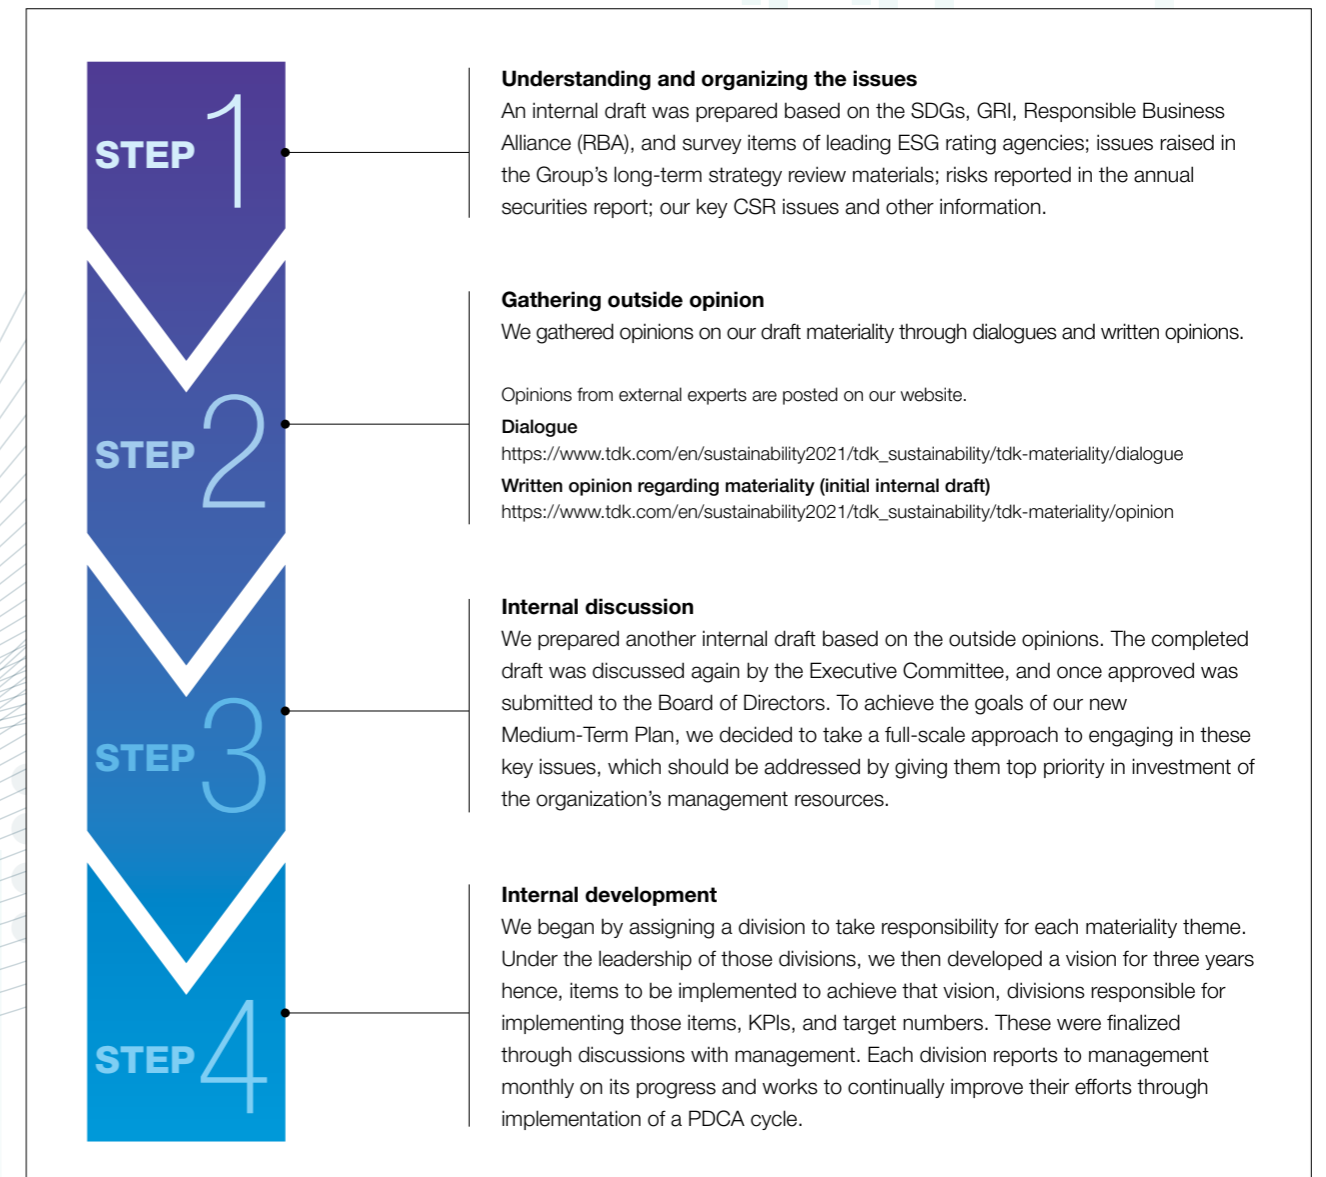 STEP 1
Understanding and organizing the issues
An internal draft was prepared based on the SDGs, GRI, Responsible Business
Alliance (RBA), and survey items of leading ESG rating agencies; issues raised in
the Group’s long-term strategy review materials; risks reported in the annual
securities report; our key CSR issues and other information.
STEP 2
Gathering outside opinion
We gathered opinions on our draft materiality through dialogues and written opinions.
Opinions from external experts are posted on our website.
Dialogue
https://www.tdk.com/en/sustainability2021/tdk_sustainability/tdk-materiality/dialogue
Written opinion regarding materiality (initial internal draft)
https://www.tdk.com/en/sustainability2021/tdk_sustainability/tdk-materiality/opinion
STEP 3
Internal discussion
We prepared another internal draft based on the outside opinions. The completed
draft was discussed again by the Executive Committee, and once approved was
submitted to the Board of Directors. To achieve the goals of our new
Medium-Term Plan, we decided to take a full-scale approach to engaging in these
key issues, which should be addressed by giving them top priority in investment of
the organization’s management resources.
STEP 4
Internal development
We began by assigning a division to take responsibility for each materiality theme.
Under the leadership of those divisions, we then developed a vision for three years
hence, items to be implemented to achieve that vision, divisions responsible for
implementing those items, KPIs, and target numbers. These were finalized
through discussions with management. Each division reports to management
monthly on its progress and works to continually improve their efforts through
implementation of a PDCA cycle.